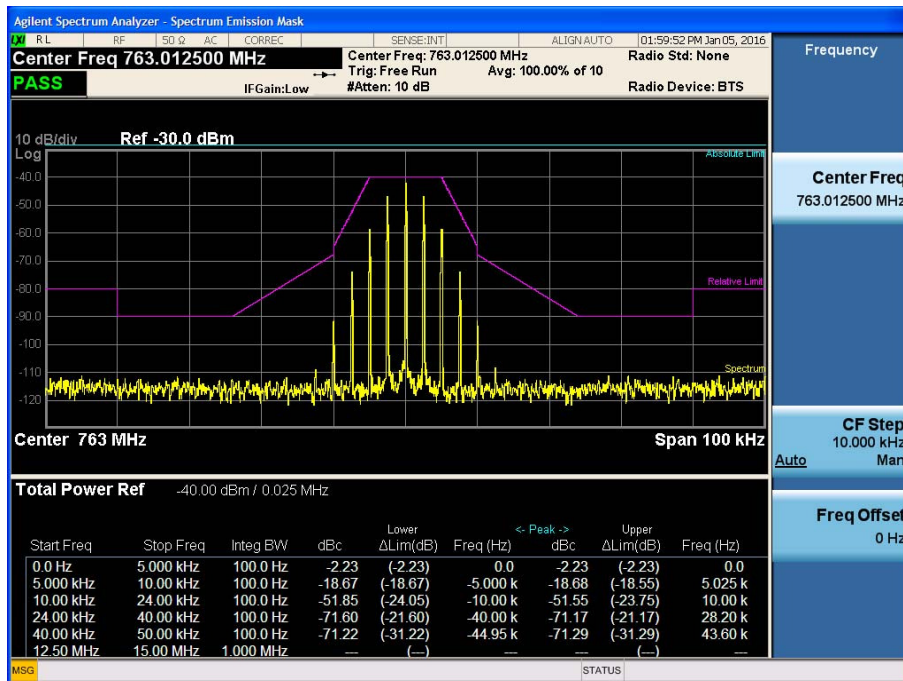 Agilent Spectrum Analyzer - Spectrum Emission Mask
LXI RL RF 50 Ω AC CORREC SENSE:INT ALIGN AUTO 01:59:52 PM Jan 05, 2016
Center Freq 763.012500 MHz
Center Freq: 763.012500 MHz
Radio Std: None
Trig: Free Run Avg: 100.00% of 10
PASS
IFGain:Low
#Atten: 10 dB
Radio Device: BTS
10 dB/div Ref -30.0 dBm
Log
Absolute Limit
-40.0
-50.0
-60.0
-70.0
Relative Limit
-80.0
-90.0
-100
-110
Spectrum
-120
Center 763 MHz Span 100 kHz
Total Power Ref -40.00 dBm / 0.025 MHz
Lower <- Peak -> Upper
Start Freq Stop Freq Integ BW dBc ΔLim(dB) Freq (Hz) dBc ΔLim(dB) Freq (Hz)
0.0 Hz 5.000 kHz 100.0 Hz -2.23 (-2.23) 0.0 -2.23 (-2.23) 0.0
5.000 kHz 10.00 kHz 100.0 Hz -18.67 (-18.67) -5.000 k -18.68 (-18.55) 5.025 k
10.00 kHz 24.00 kHz 100.0 Hz -51.85 (-24.05) -10.00 k -51.55 (-23.75) 10.00 k
24.00 kHz 40.00 kHz 100.0 Hz -71.60 (-21.60) -40.00 k -71.17 (-21.17) 28.20 k
40.00 kHz 50.00 kHz 100.0 Hz -71.22 (-31.22) -44.95 k -71.29 (-31.29) 43.60 k
12.50 MHz 15.00 MHz 1.000 MHz --- (---) --- --- (---) ---
MSG STATUS
Frequency
Center Freq
763.012500 MHz
CF Step
10.000 kHz
Auto Man
Freq Offset
0 Hz